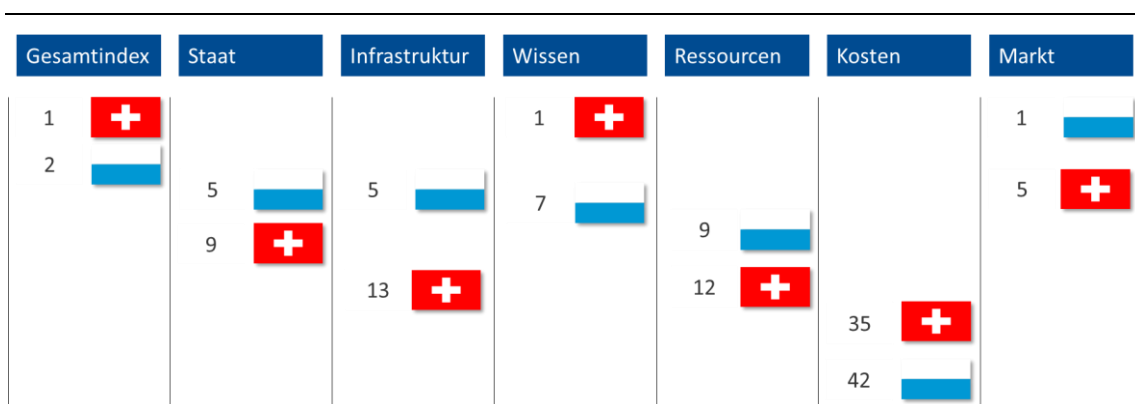 Gesamtindex Staat Infrastruktur Wissen Ressourcen Kosten Markt
1 1 1
2
5 5 7 5
9 9
13 12
35
42